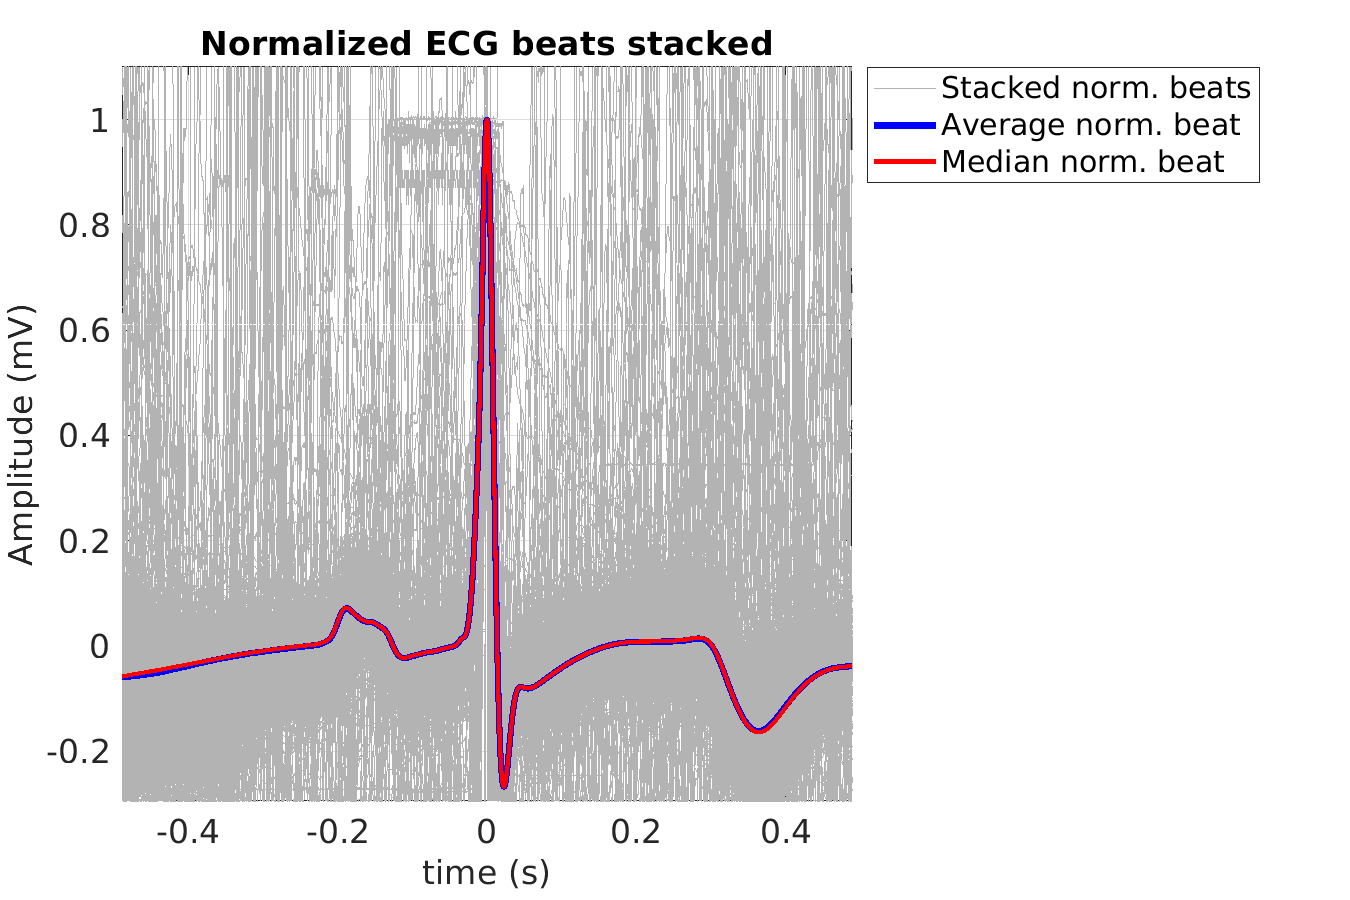 Normalized ECG beats stacked
Stacked norm. beats
Average norm. beat
Median norm. beat
1
0.8
0.6
0.4
0.2
0
-0.2
Amplitude (mV)
-0.4
-0.2
0
0.2
0.4
time (s)